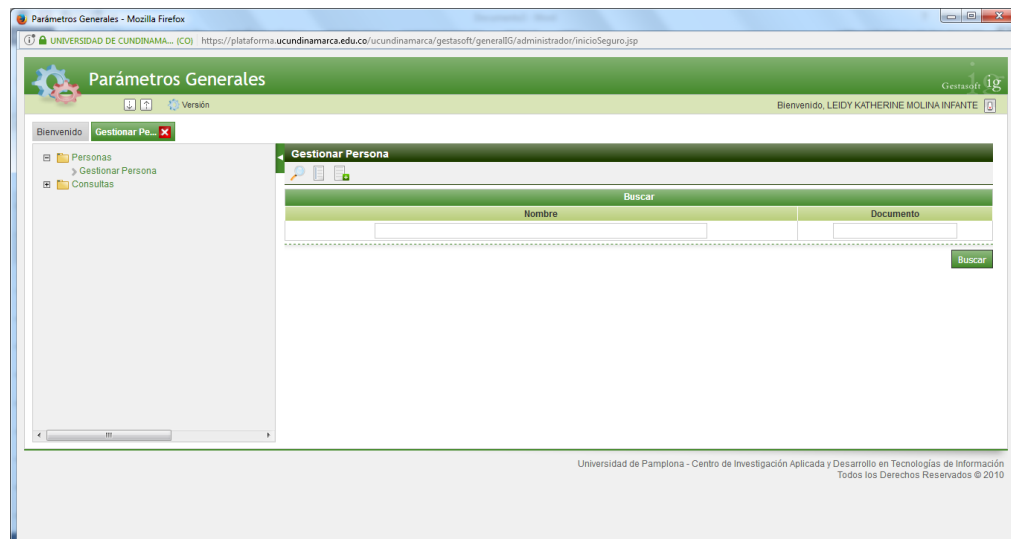 Parámetros Generales - Mozilla Firefox
UNIVERSIDAD DE CUNDINAMA... (CO) https://plataforma.ucundinamarca.edu.co/ucundinamarca/gestasoft/generalIG/administrador/inicioSeguro.jsp
Parámetros Generales
Gestasoft ig
Versión
Bienvenido, LEIDY KATHERINE MOLINA INFANTE
Bienvenido
Gestionar Pe...
Personas
Gestionar Persona
Consultas
Gestionar Persona
Buscar
Nombre Documento
Buscar
Universidad de Pamplona - Centro de Investigación Aplicada y Desarrollo en Tecnologías de Información
Todos los Derechos Reservados © 2010